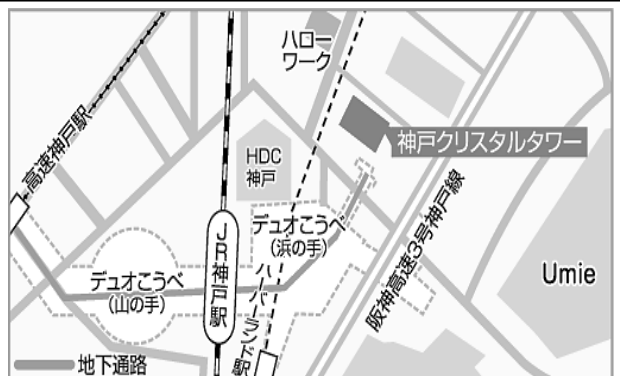 ハロー
ワーク
高速神戸駅
神戸クリスタルタワー
HDC
神戸
デュオこうべ
(浜の手)
阪神高速3号神戸線
Umie
JR神戸駅
デュオこうべ
(山の手)
ハーバーランド駅
地下通路